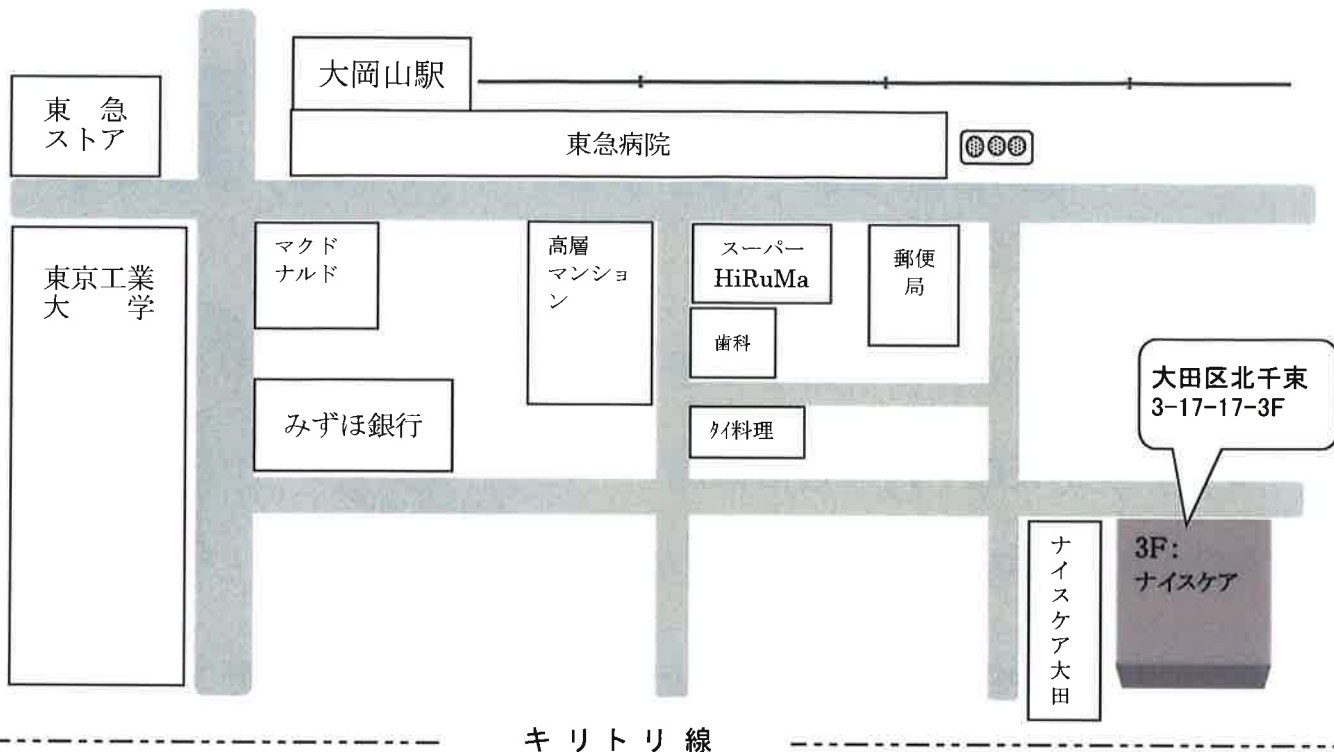 大岡山駅
東 急
ストア
東急病院
東京工業
大 学
マクド
ナルド
高層
マンショ
ン
スーパー
HiRuMa
郵便
局
歯科
みずほ銀行
タイ料理
大田区北千束
3-17-17-3F
ナイスケア大田
3F:
ナイスケア
キリトリ線